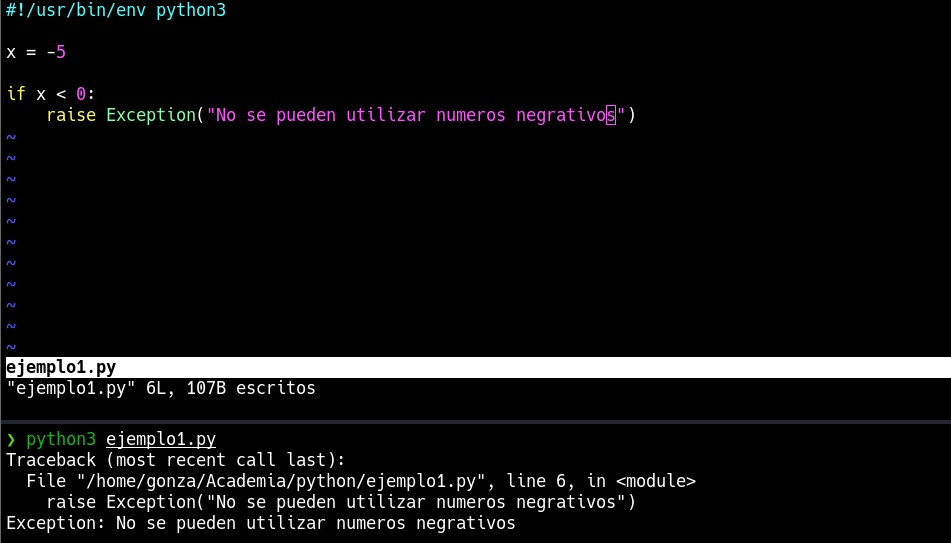 #!/usr/bin/env python3
x = -5
if x < 0:
    raise Exception("No se pueden utilizar numeros negrativos")
~
~
~
~
~
~
~
~
~
~
~
ejemplo1.py
"ejemplo1.py" 6L, 107B escritos
❯ python3 ejemplo1.py
Traceback (most recent call last):
  File "/home/gonza/Academia/python/ejemplo1.py", line 6, in <module>
    raise Exception("No se pueden utilizar numeros negrativos")
Exception: No se pueden utilizar numeros negrativos